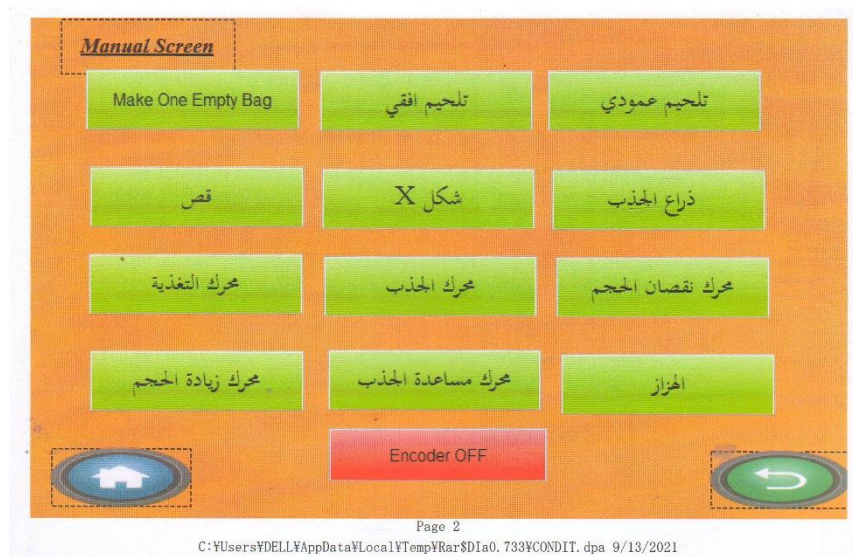 Manual Screen
Make One Empty Bag
تلحيم افقي
تلحيم عمودي
قص
شكل X
ذراع الجذب
محرك التغذية
محرك الجذب
محرك نقصان الحجم
محرك زيادة الحجم
محرك مساعدة الجذب
الهزاز
Encoder OFF
Page 2
C:¥Users¥DELL¥AppData¥Local¥Temp¥Rar$DIa0.733¥CONDIT.dpa 9/13/2021